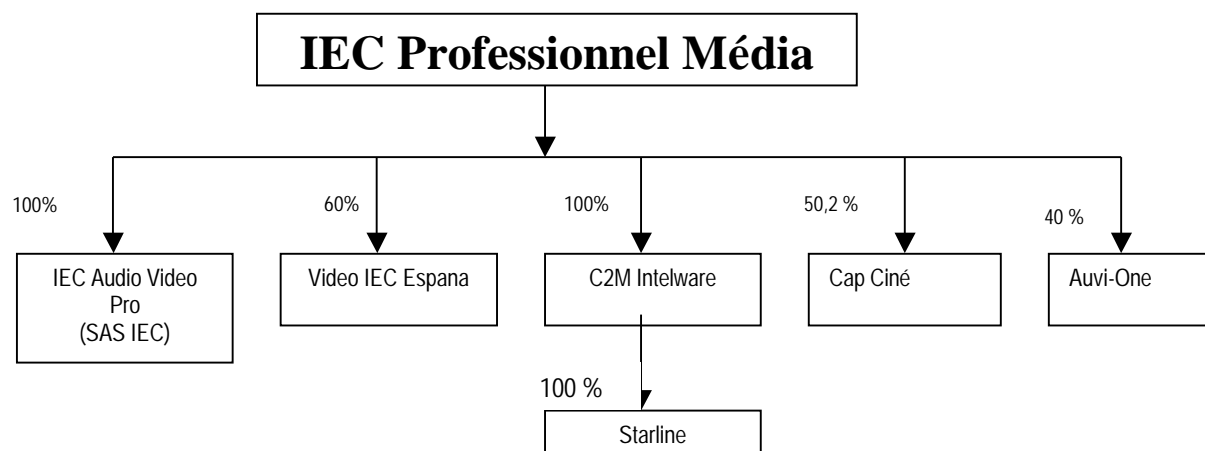 IEC Professionnel Média
100%
60%
100%
50,2 %
40 %
IEC Audio Video
Pro
(SAS IEC)
Video IEC Espana
C2M Intelware
Cap Ciné
Auvi-One
100 %
Starline